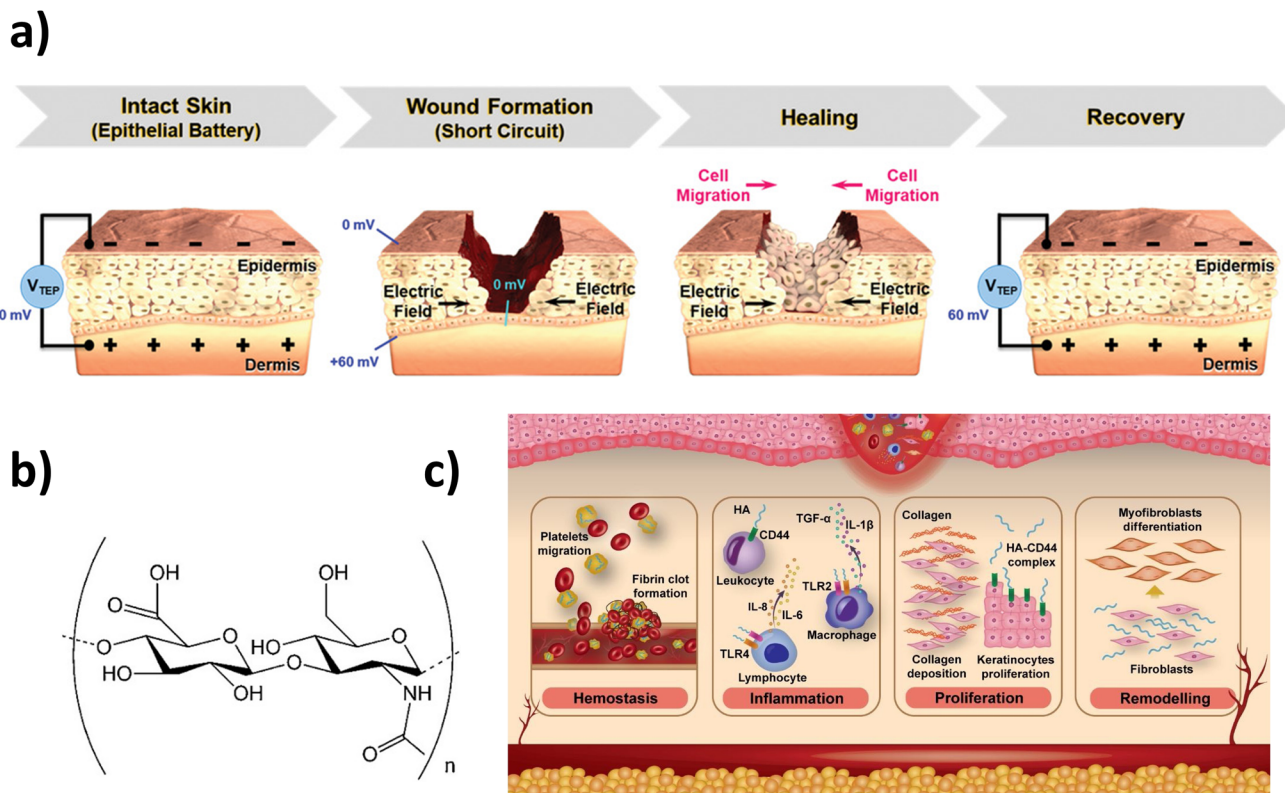 a)
Intact Skin
(Epithelial Battery)
Wound Formation
(Short Circuit)
Healing
Recovery
VTEP
0 mV
Epidermis
Dermis
0 mV
+60 mV
0 mV
Electric
Field
Electric
Field
Cell
Migration
Cell
Migration
Electric
Field
Electric
Field
VTEP
60 mV
Epidermis
Dermis
b)
OH
O
O
HO
OH
O
O
OH
HO
O
NH
O
n
c)
Platelets
migration
Fibrin clot
formation
Hemostasis
HA
CD44
Leukocyte
TGF-α
IL-1β
TLR2
Macrophage
IL-8
IL-6
TLR4
Lymphocyte
Inflammation
Collagen
HA-CD44
complex
Collagen
deposition
Keratinocytes
proliferation
Proliferation
Myofibroblasts
differentiation
Fibroblasts
Remodelling